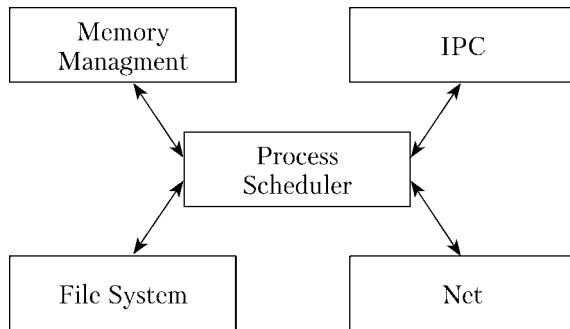 Memory
Managment
IPC
Process
Scheduler
File System
Net